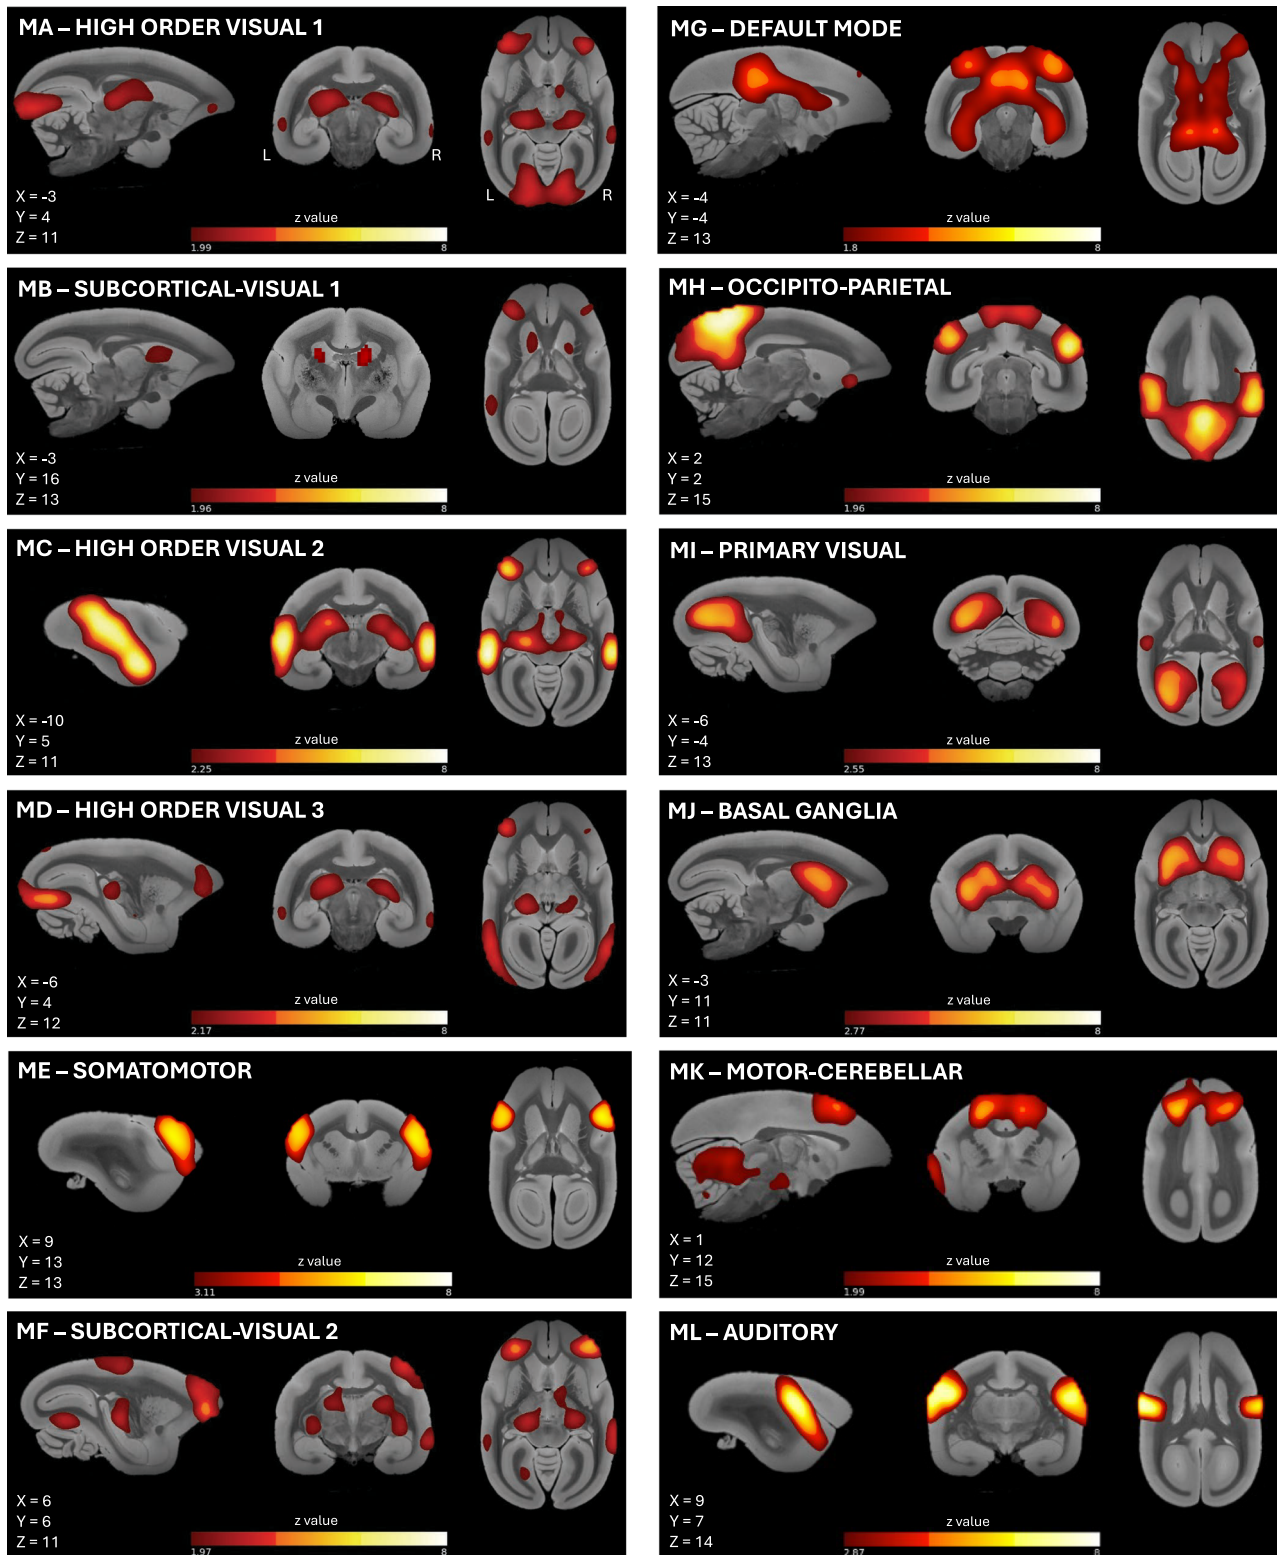 MA – HIGH ORDER VISUAL 1
L
R
L
R
X = -3
Y = 4
Z = 11
z value
1.99
8
MB – SUBCORTICAL-VISUAL 1
X = -3
Y = 16
Z = 13
z value
1.96
8
MC – HIGH ORDER VISUAL 2
X = -10
Y = 5
Z = 11
z value
2.25
8
MD – HIGH ORDER VISUAL 3
X = -6
Y = 4
Z = 12
z value
2.17
8
ME – SOMATOMOTOR
X = 9
Y = 13
Z = 13
z value
3.11
8
MF – SUBCORTICAL-VISUAL 2
X = 6
Y = 6
Z = 11
z value
1.97
8
MG – DEFAULT MODE
X = -4
Y = -4
Z = 13
z value
1.8
8
MH – OCCIPITO-PARIETAL
X = 2
Y = 2
Z = 15
z value
1.96
8
MI – PRIMARY VISUAL
X = -6
Y = -4
Z = 13
z value
2.55
8
MJ – BASAL GANGLIA
X = -3
Y = 11
Z = 11
z value
2.77
8
MK – MOTOR-CEREBELLAR
X = 1
Y = 12
Z = 15
z value
1.99
8
ML – AUDITORY
X = 9
Y = 7
Z = 14
z value
2.87
8